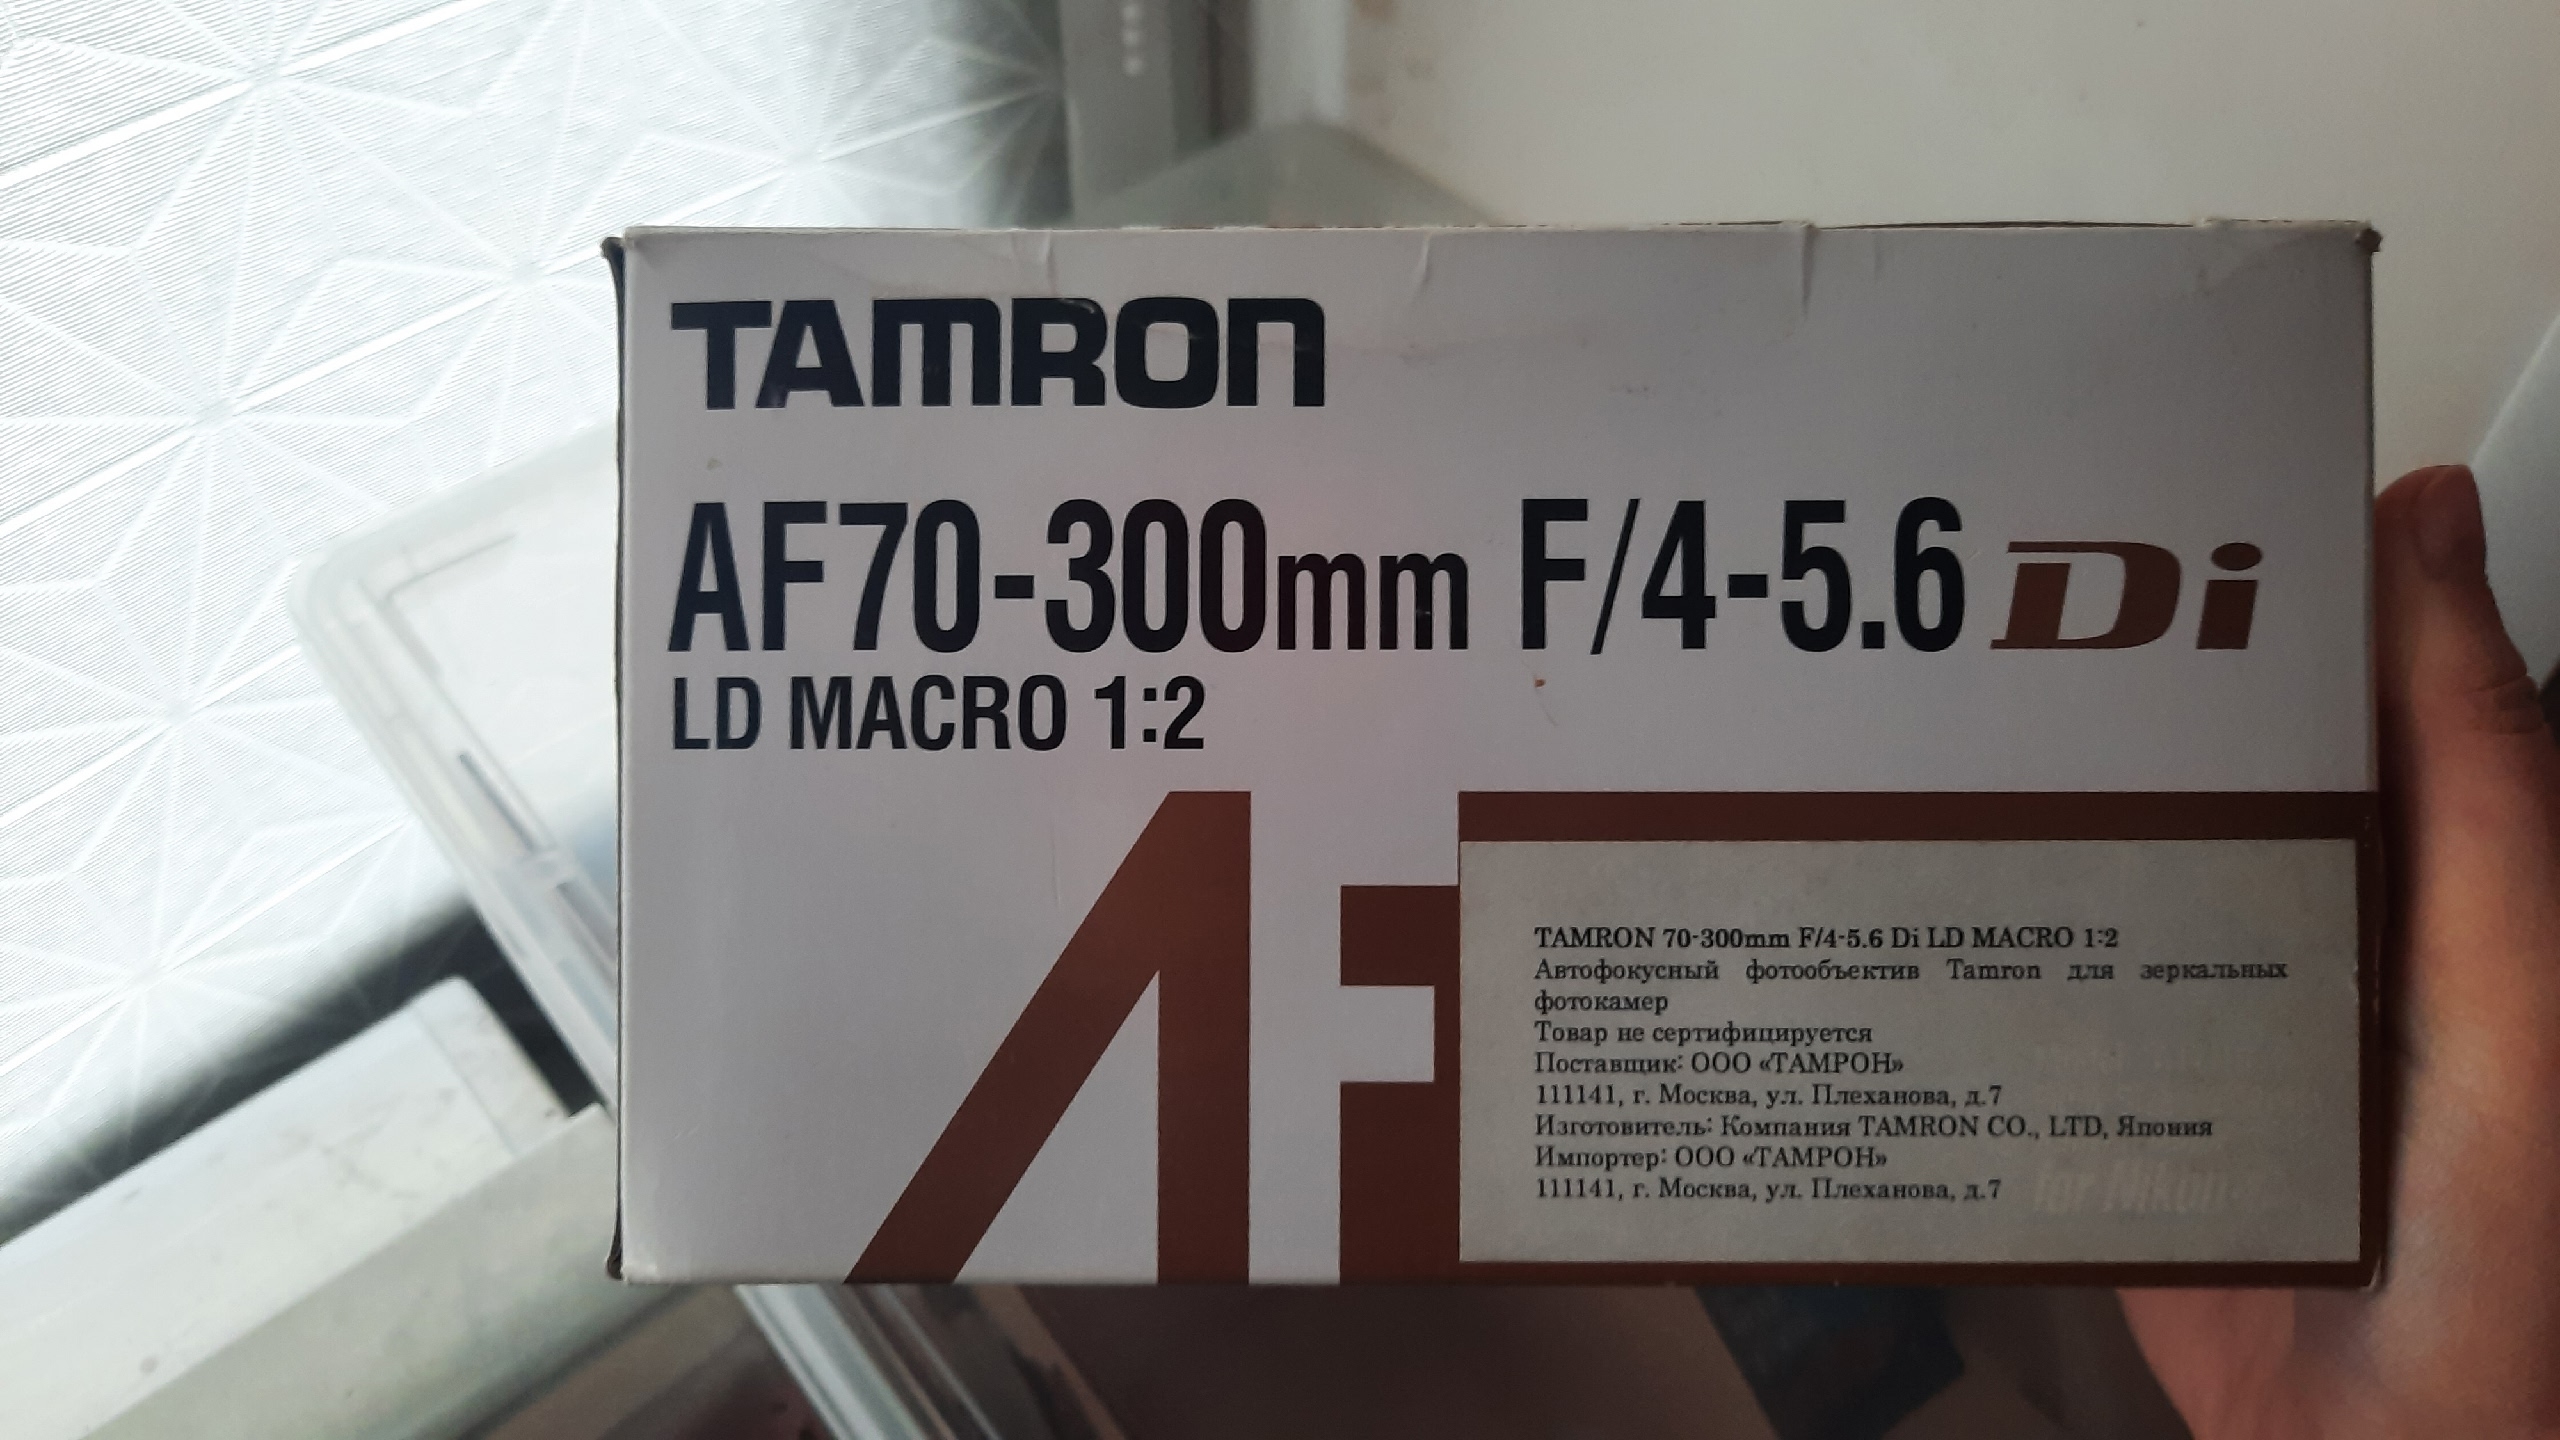 TAMRON
AF70-300mm F/4-5.6 Di
LD MACRO 1:2
AF
TAMRON 70-300mm F/4-5.6 Di LD MACRO 1:2
Автофокусный фотообъектив Tamron для зеркальных
фотокамер
Товар не сертифицируется
Поставщик: ООО «ТАМРОН»
111141, г. Москва, ул. Плеханова, д.7
Изготовитель: Компания TAMRON CO., LTD, Япония
Импортер: ООО «ТАМРОН»
111141, г. Москва, ул. Плеханова, д.7
for Nikon